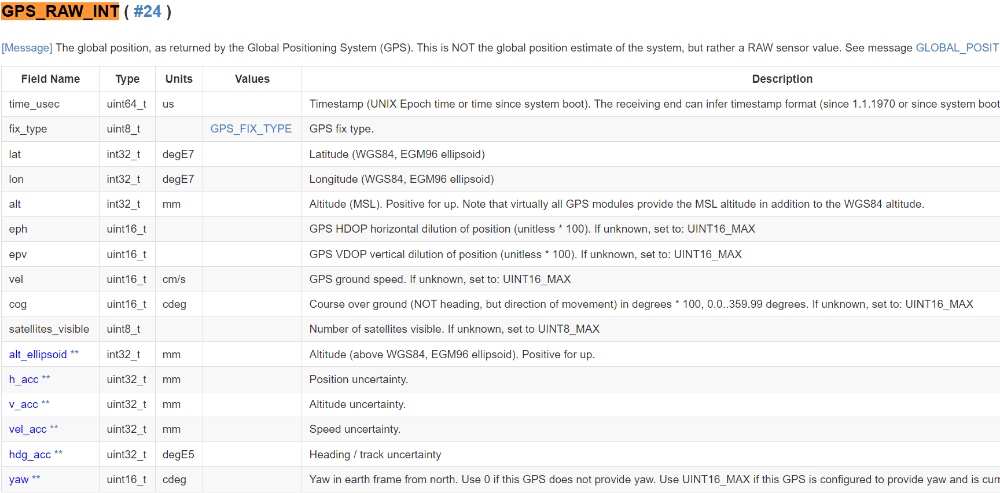 GPS_RAW_INT ( #24 )
[Message] The global position, as returned by the Global Positioning System (GPS). This is NOT the global position estimate of the system, but rather a RAW sensor value. See message GLOBAL_POSIT
Field Name Type Units Values Description
time_usec uint64_t us Timestamp (UNIX Epoch time or time since system boot). The receiving end can infer timestamp format (since 1.1.1970 or since system boot
fix_type uint8_t GPS_FIX_TYPE GPS fix type.
lat int32_t degE7 Latitude (WGS84, EGM96 ellipsoid)
lon int32_t degE7 Longitude (WGS84, EGM96 ellipsoid)
alt int32_t mm Altitude (MSL). Positive for up. Note that virtually all GPS modules provide the MSL altitude in addition to the WGS84 altitude.
eph uint16_t GPS HDOP horizontal dilution of position (unitless * 100). If unknown, set to: UINT16_MAX
epv uint16_t GPS VDOP vertical dilution of position (unitless * 100). If unknown, set to: UINT16_MAX
vel uint16_t cm/s GPS ground speed. If unknown, set to: UINT16_MAX
cog uint16_t cdeg Course over ground (NOT heading, but direction of movement) in degrees * 100, 0.0..359.99 degrees. If unknown, set to: UINT16_MAX
satellites_visible uint8_t Number of satellites visible. If unknown, set to UINT8_MAX
alt_ellipsoid ** int32_t mm Altitude (above WGS84, EGM96 ellipsoid). Positive for up.
h_acc ** uint32_t mm Position uncertainty.
v_acc ** uint32_t mm Altitude uncertainty.
vel_acc ** uint32_t mm Speed uncertainty.
hdg_acc ** uint32_t degE5 Heading / track uncertainty
yaw ** uint16_t cdeg Yaw in earth frame from north. Use 0 if this GPS does not provide yaw. Use UINT16_MAX if this GPS is configured to provide yaw and is curr